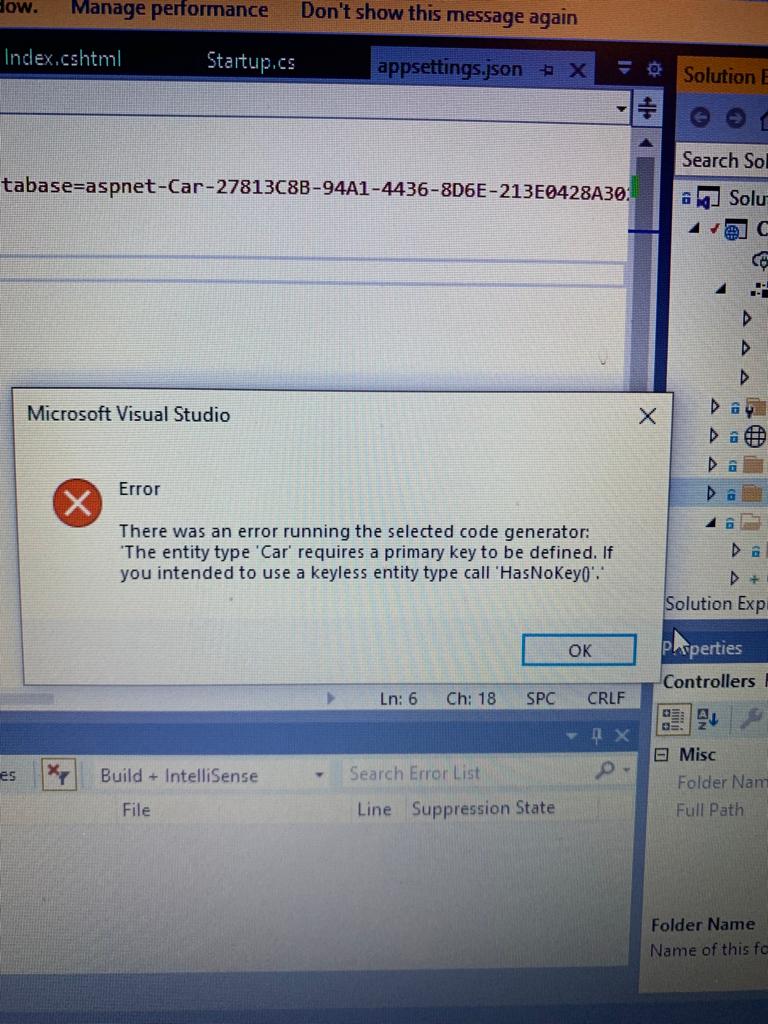 low. Manage performance Don't show this message again
Index.cshtml Startup.cs appsettings.json
Solution E
Search Sol
tabase=aspnet-Car-27813C8B-94A1-4436-8D6E-213E0428A30
Solu
C
Microsoft Visual Studio
Error
There was an error running the selected code generator:
'The entity type 'Car' requires a primary key to be defined. If
you intended to use a keyless entity type call 'HasNoKey()'.'
OK
Solution Exp
Properties
Controllers
Ln: 6 Ch: 18 SPC CRLF
Misc
Folder Nam
Full Path
es Build + IntelliSense Search Error List
File Line Suppression State
Folder Name
Name of this fo